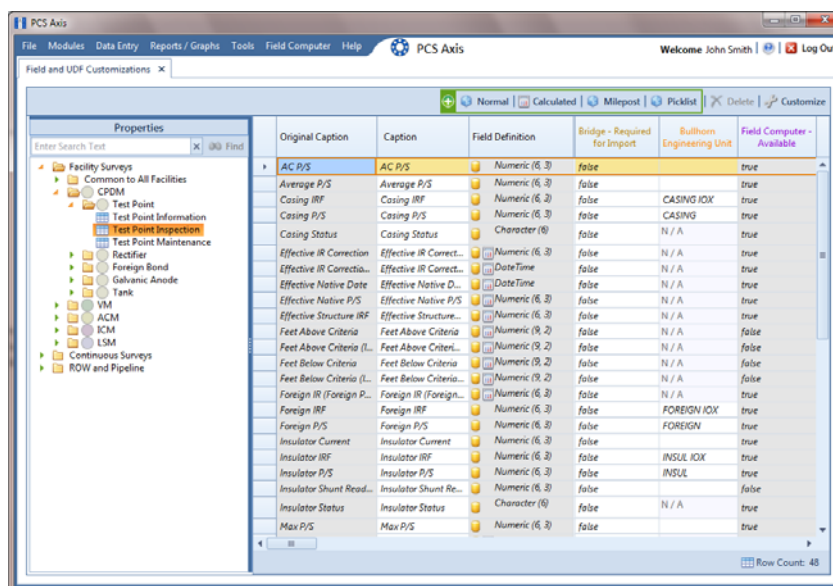 PCS Axis
File Modules Data Entry Reports / Graphs Tools Field Computer Help PCS Axis Welcome John Smith Log Out
Field and UDF Customizations X
Normal Calculated Milepost Picklist Delete Customize
Properties
Enter Search Text x Find
Facility Surveys
Common to All Facilities
CPDM
Test Point
Test Point Information
Test Point Inspection
Test Point Maintenance
Rectifier
Foreign Bond
Galvanic Anode
Tank
VM
ACM
ICM
LSM
Continuous Surveys
ROW and Pipeline
Original Caption Caption Field Definition Bridge - Required for Import Bullhorn Engineering Unit Field Computer - Available
AC P/S AC P/S Numeric (6, 3) false true
Average P/S Average P/S Numeric (6, 3) false true
Casing IRF Casing IRF Numeric (6, 3) false CASING IOX true
Casing P/S Casing P/S Numeric (6, 3) false CASING true
Casing Status Casing Status Character (6) false N / A true
Effective IR Correction Effective IR Correct... Numeric (6, 3) false N / A true
Effective IR Correctio... Effective IR Correct... DateTime false N / A true
Effective Native Date Effective Native D... DateTime false N / A true
Effective Native P/S Effective Native P/S Numeric (6, 3) false N / A true
Effective Structure IRF Effective Structure... Numeric (6, 3) false N / A true
Feet Above Criteria Feet Above Criteria Numeric (9, 2) false N / A false
Feet Above Criteria (I... Feet Above Criteri... Numeric (9, 2) false N / A false
Feet Below Criteria Feet Below Criteria Numeric (9, 2) false N / A false
Feet Below Criteria (I... Feet Below Criteria... Numeric (9, 2) false N / A false
Foreign IR (Foreign P... Foreign IR (Foreign... Numeric (6, 3) false N / A true
Foreign IRF Foreign IRF Numeric (6, 3) false FOREIGN IOX true
Foreign P/S Foreign P/S Numeric (6, 3) false FOREIGN true
Insulator Current Insulator Current Numeric (6, 3) false true
Insulator IRF Insulator IRF Numeric (6, 3) false INSUL IOX true
Insulator P/S Insulator P/S Numeric (6, 3) false INSUL true
Insulator Shunt Read... Insulator Shunt Re... Numeric (6, 3) false false
Insulator Status Insulator Status Character (6) false N / A true
Max P/S Max P/S Numeric (6, 3) false true
Row Count: 48